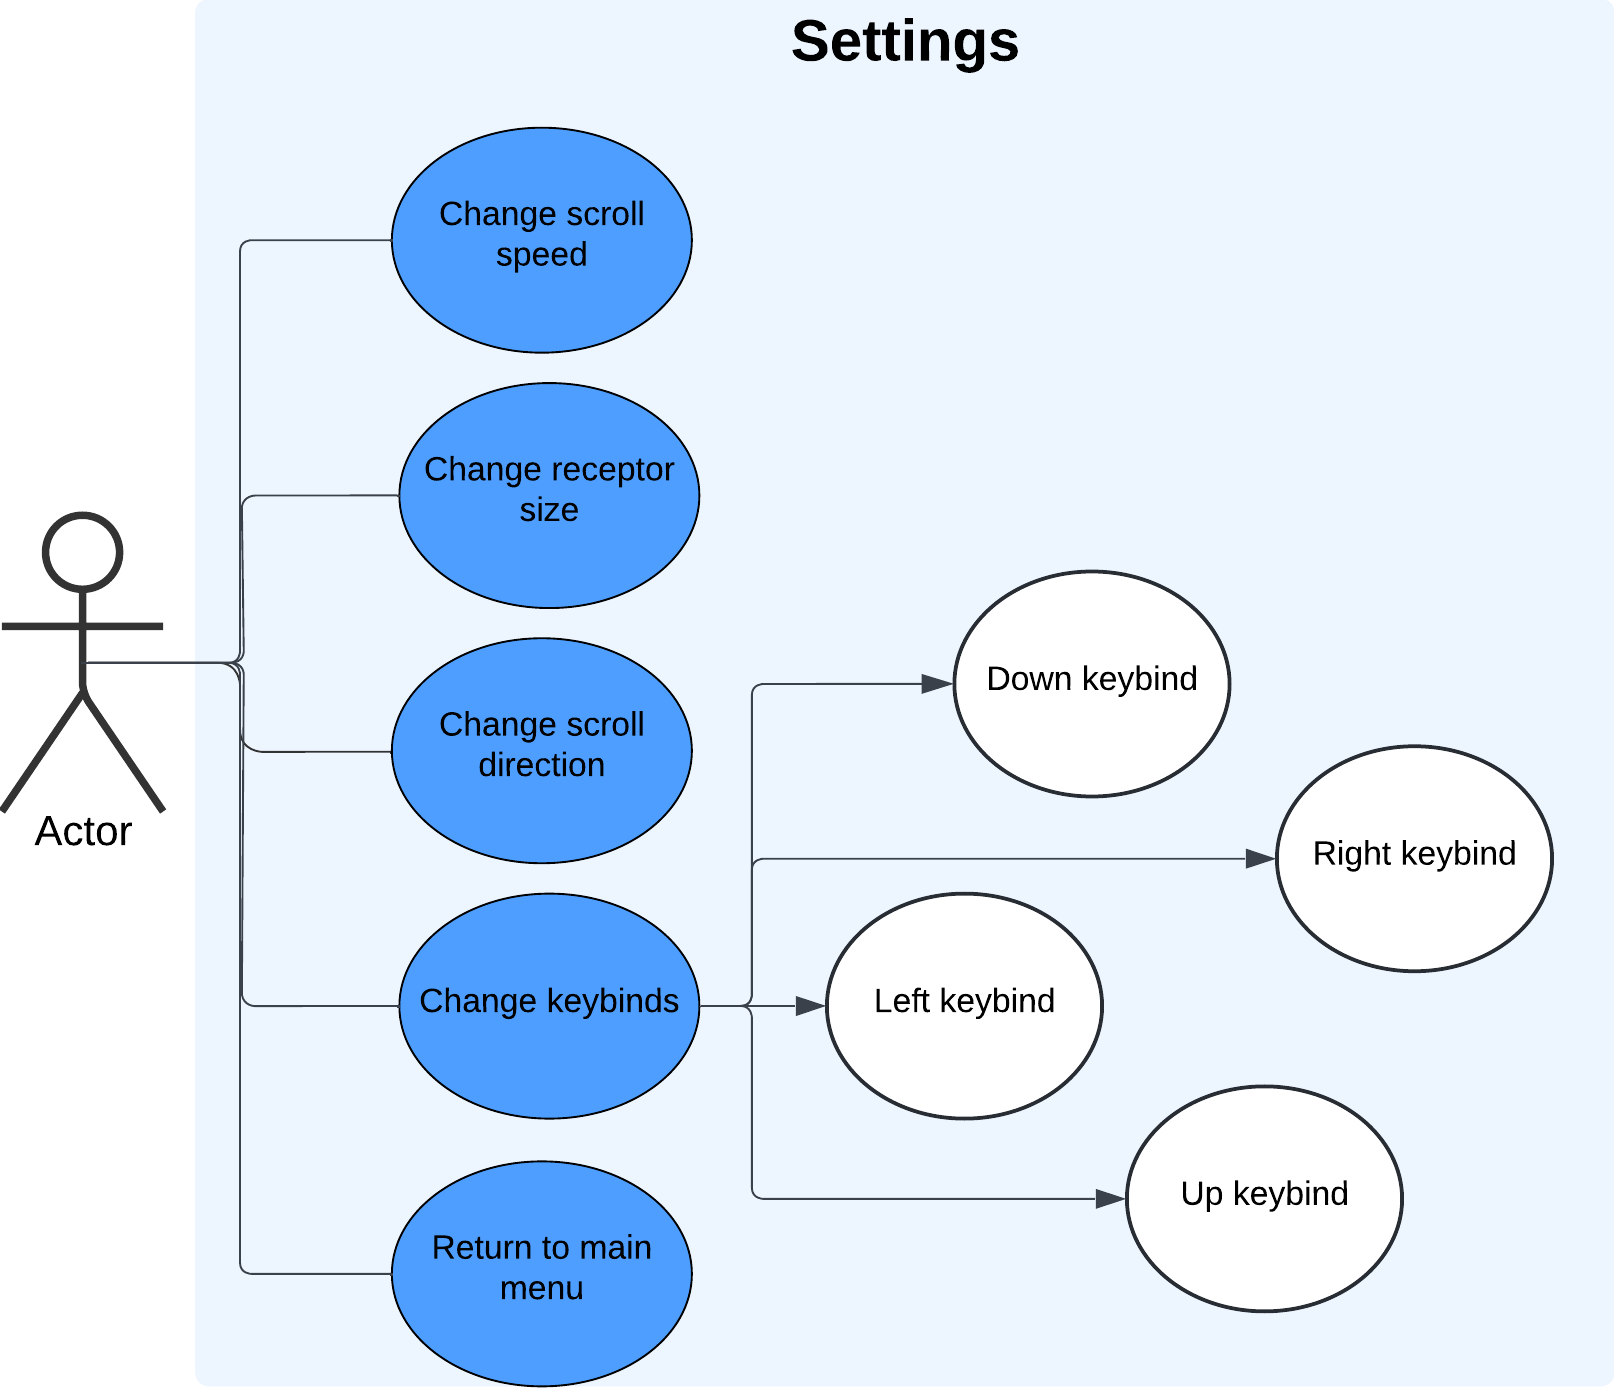 Settings
Change scroll
speed
Change receptor
size
Actor
Change scroll
direction
Change keybinds
Return to main
menu
Down keybind
Right keybind
Left keybind
Up keybind